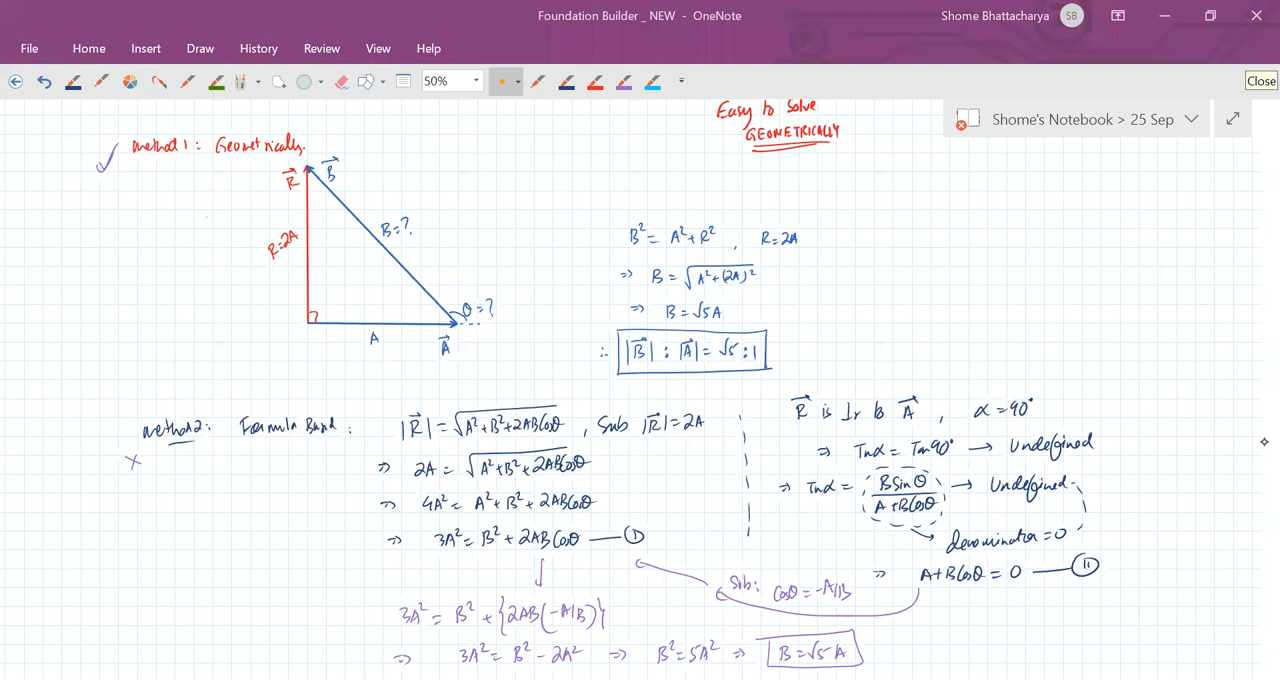 Foundation Builder _ NEW - OneNote
Shome Bhattacharya SB
File Home Insert Draw History Review View Help
50%
Close
Shome's Notebook > 25 Sep
Easy to Solve
GEOMETRICALLY
Method 1: Geometrically.
R⃗ B⃗
R=2A
B=?
θ=?
A
A⃗
B² = A² + R² , R=2A
⇒ B = √A²+(2A)²
⇒ B = √5A
∴ |B⃗| : |A⃗| = √5 : 1
Method 2: Formula Based: |R⃗| = √A²+B²+2ABCosθ , Sub |R⃗|=2A
⇒ 2A = √A²+B²+2ABCosθ
⇒ 4A² = A²+B²+2ABCosθ
⇒ 3A² = B²+2ABCosθ — I
3A² = B² + {2AB(-A/B)}
⇒ 3A² = B² - 2A² ⇒ B² = 5A² ⇒ B=√5 A
R⃗ is ⊥r to A⃗ , α=90°
⇒ Tanα = Tan90° → Undefined
⇒ Tanα = BSinθ → Undefined
A+BCosθ
denominator = 0
⇒ A+BCosθ = 0 — II
Sub: Cosθ = -A/B